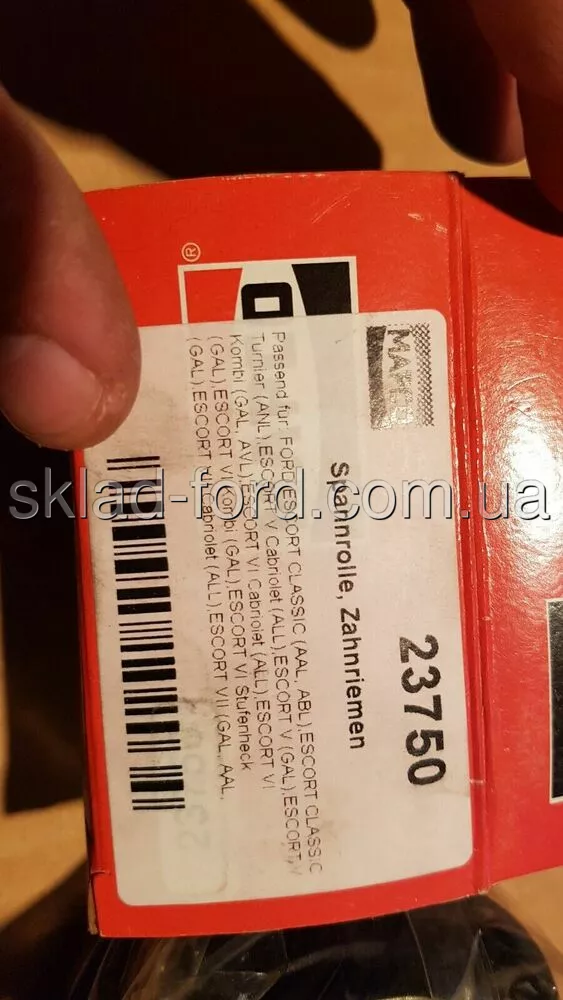 23750
Spannrolle, Zahnriemen
Passend für: FORD:ESCORT CLASSIC (AAL, ABL),ESCORT CLASSIC
Turnier (ANL),ESCORT V Cabriolet (ALL),ESCORT V (GAL),ESCORT V
Kombi (GAL, AVL),ESCORT VI Cabriolet (ALL),ESCORT VI
(GAL),ESCORT VI Kombi (GAL),ESCORT VI Stufenheck
(GAL),ESCORT VII Cabriolet (ALL),ESCORT VII (GAL, AAL,
®
sklad-ford.com.ua